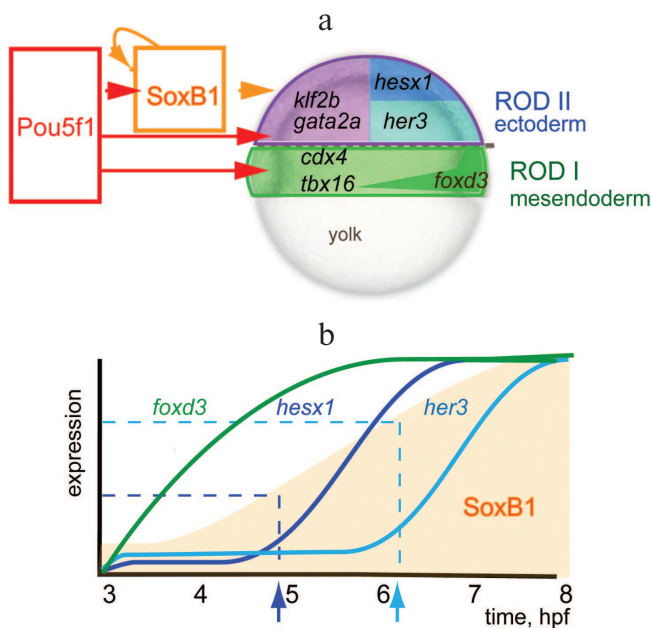 a
Pou5f1
SoxB1
klf2b
gata2a
hesx1
her3
ROD II
ectoderm
cdx4
tbx16
foxd3
ROD I
mesendoderm
yolk
b
expression
foxd3
hesx1
her3
SoxB1
3 4 5 6 7 8
time, hpf